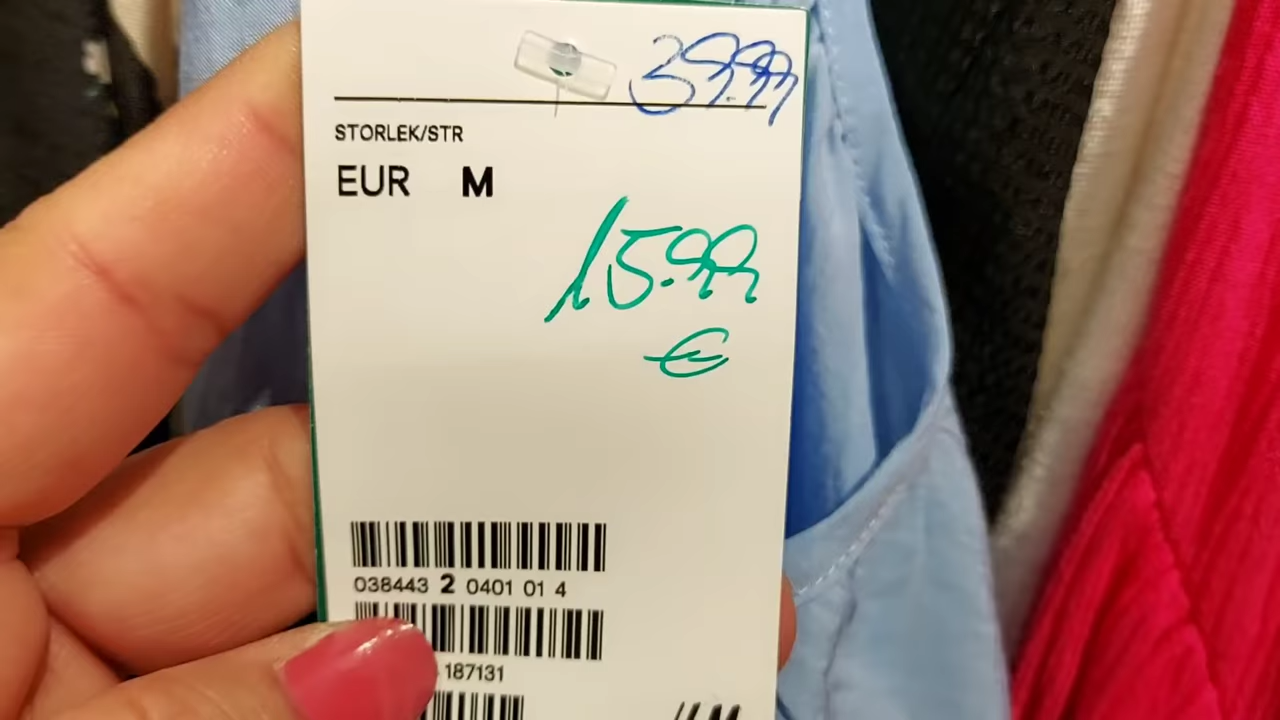 39.99
STORLEK/STR
EUR M
15.99
€
038443 2 0401 01 4
187131